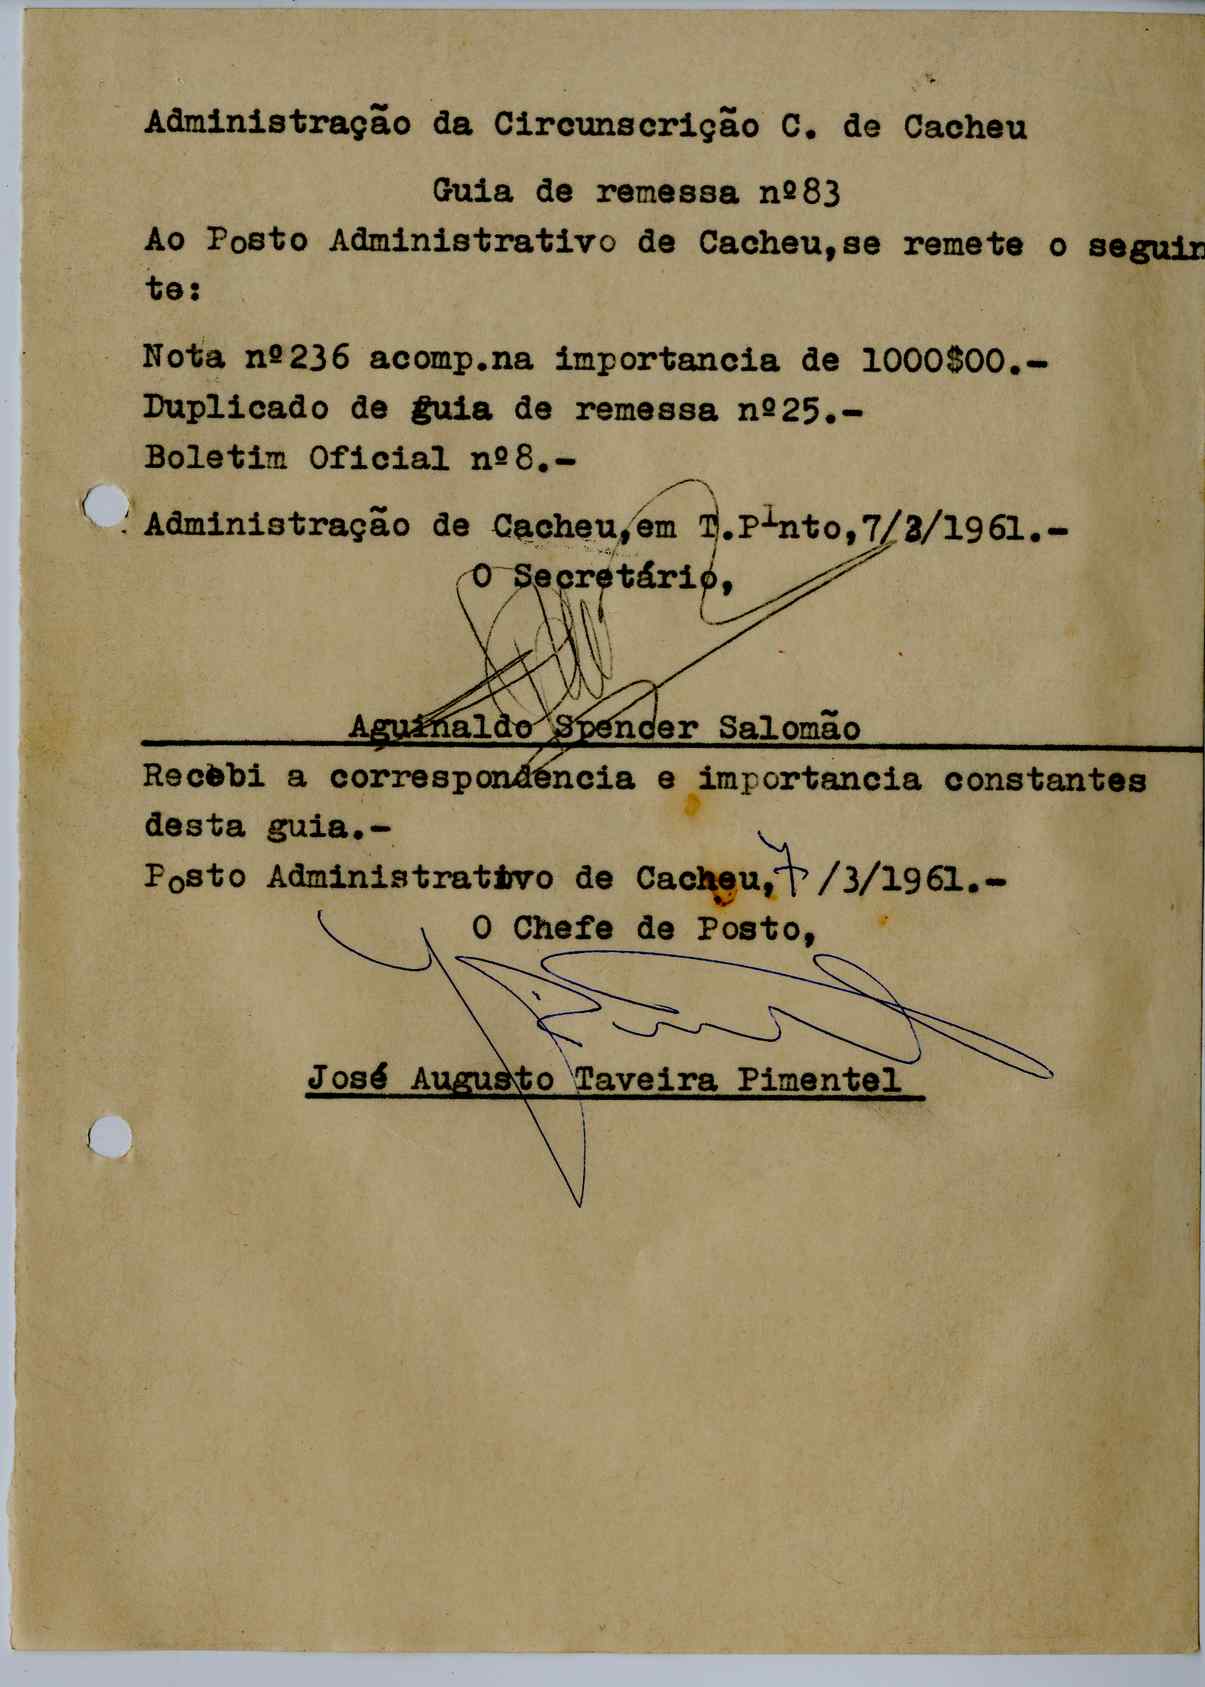 Administração da Circunscrição C. de Cacheu
Guia de remessa nº83
Ao Posto Administrativo de Cacheu,se remete o seguin
te:
Nota nº236 acomp.na importancia de 1000$00.-
Duplicado de guia de remessa nº25.-
Boletim Oficial nº8.-
Administração de Cacheu,em T.Pinto,7/3/1961.-
O Secretário,
Aguinaldo Spencer Salomão
Recebi a correspondência e importancia constantes
desta guia.-
Posto Administrativo de Cacheu,7/3/1961.-
O Chefe de Posto,
José Augusto Taveira Pimentel